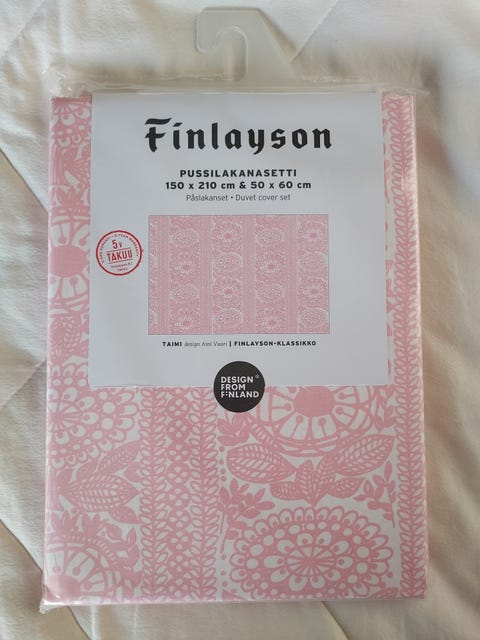 Finlayson
PUSSILAKANASETTI
150 x 210 cm & 50 x 60 cm
Påslakanset • Duvet cover set
5 v
TAKUU
TAIMI design Aini Vaari | FINLAYSON-KLASSIKKO
DESIGN
FROM
FINLAND